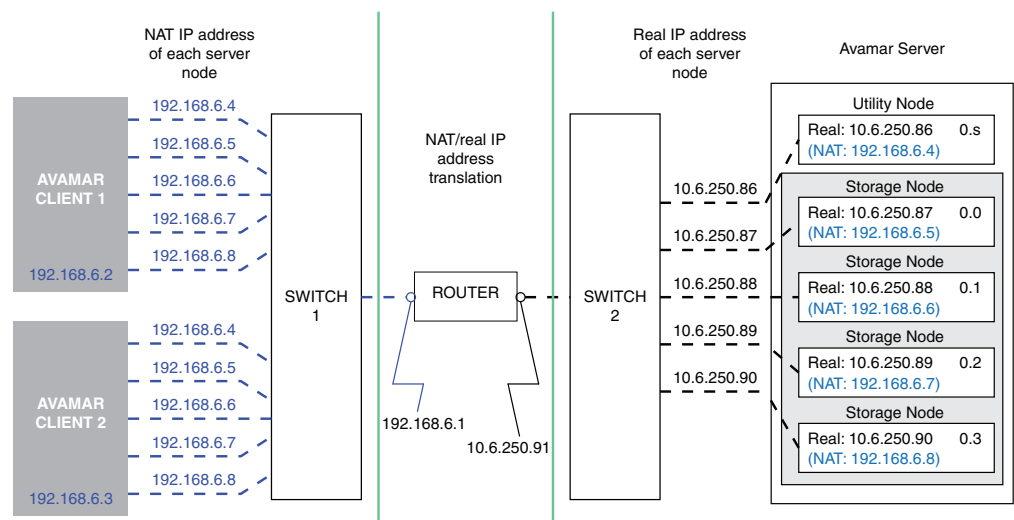 NAT IP address
of each server
node
Real IP address
of each server
node
Avamar Server
AVAMAR
CLIENT 1
192.168.6.2
192.168.6.4
192.168.6.5
192.168.6.6
192.168.6.7
192.168.6.8
AVAMAR
CLIENT 2
192.168.6.3
192.168.6.4
192.168.6.5
192.168.6.6
192.168.6.7
192.168.6.8
SWITCH
1
NAT/real IP
address
translation
ROUTER
192.168.6.1
10.6.250.91
SWITCH
2
10.6.250.86
10.6.250.87
10.6.250.88
10.6.250.89
10.6.250.90
Utility Node
Real: 10.6.250.86 0.s
(NAT: 192.168.6.4)
Storage Node
Real: 10.6.250.87 0.0
(NAT: 192.168.6.5)
Storage Node
Real: 10.6.250.88 0.1
(NAT: 192.168.6.6)
Storage Node
Real: 10.6.250.89 0.2
(NAT: 192.168.6.7)
Storage Node
Real: 10.6.250.90 0.3
(NAT: 192.168.6.8)